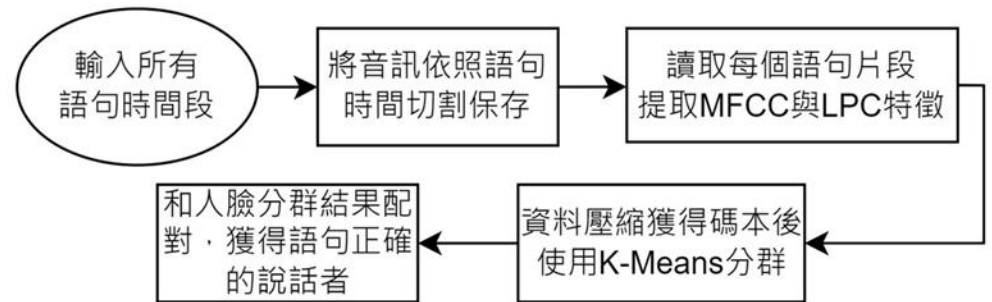 輸入所有
語句時間段
將音訊依照語句
時間切割保存
讀取每個語句片段
提取MFCC與LPC特徵
資料壓縮獲得碼本後
使用K-Means分群
和人臉分群結果配
對，獲得語句正確
的說話者